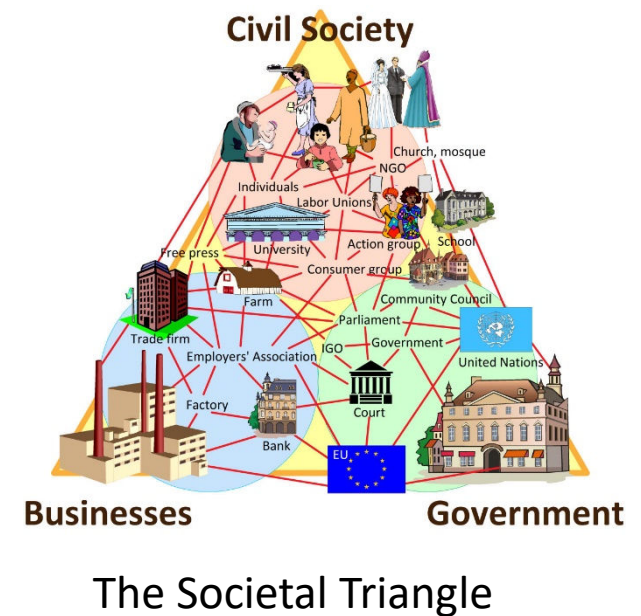 Civil Society
Church, mosque
NGO
Individuals
Labor Unions
University
Action group
School
Free press
Consumer group
Farm
Community Council
Parliament
Trade firm
IGO
Government
Employers' Association
United Nations
Factory
Court
Bank
EU
Businesses
Government
The Societal Triangle